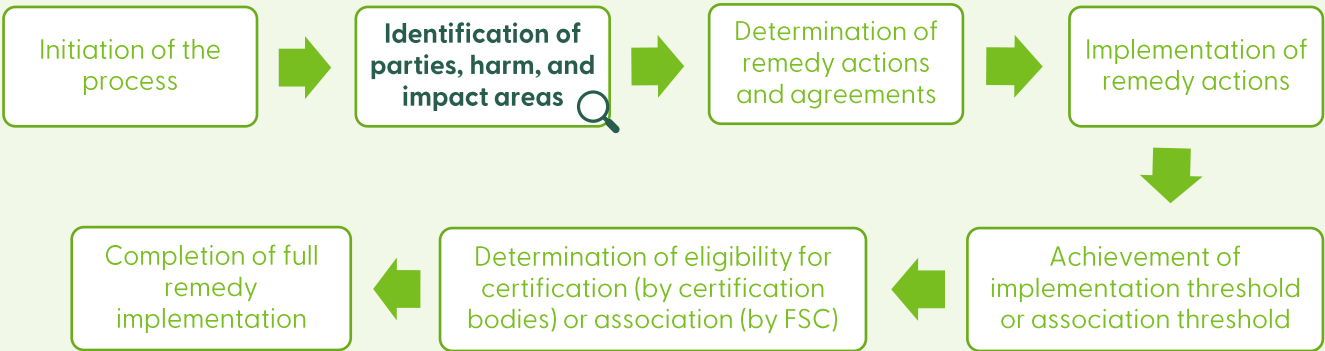 Initiation of the
process
Identification of
parties, harm, and
impact areas
Determination of
remedy actions
and agreements
Implementation of
remedy actions
Achievement of
implementation threshold
or association threshold
Determination of eligibility for
certification (by certification
bodies) or association (by FSC)
Completion of full
remedy
implementation